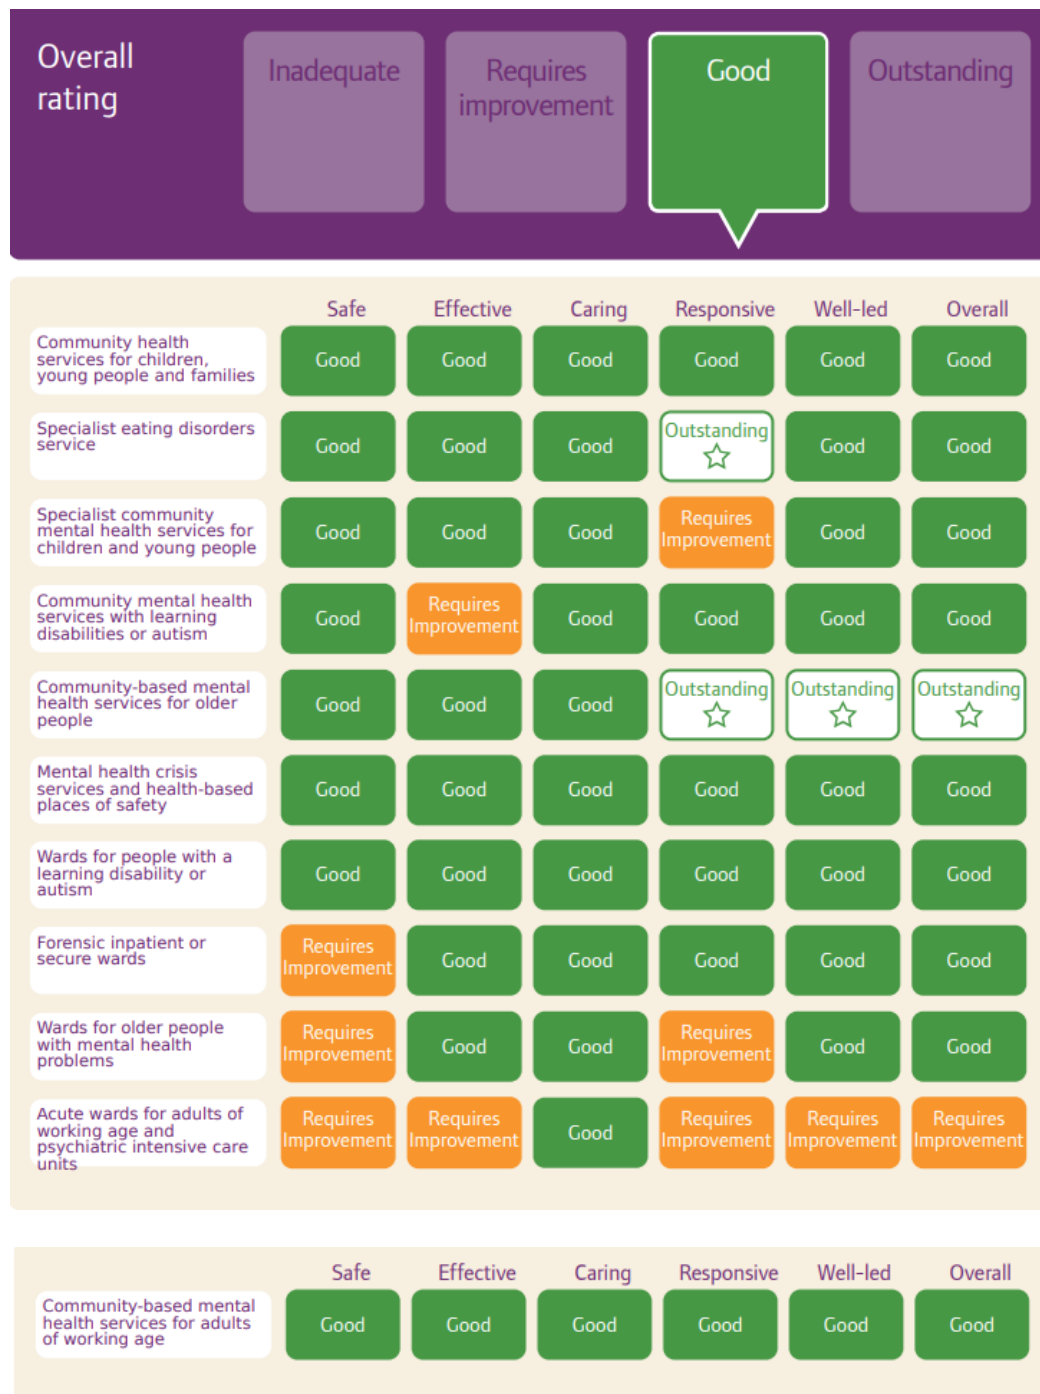 Overall
rating
Inadequate
Requires
improvement
Good
Outstanding
Safe Effective Caring Responsive Well-led Overall
Community health
services for children,
young people and families
Good Good Good Good Good Good
Specialist eating disorders
service
Good Good Good Outstanding Good Good
Specialist community
mental health services for
children and young people
Good Good Good Requires
Improvement Good Good
Community mental health
services with learning
disabilities or autism
Good Requires
Improvement Good Good Good Good
Community-based mental
health services for older
people
Good Good Good Outstanding Outstanding Outstanding
Mental health crisis
services and health-based
places of safety
Good Good Good Good Good Good
Wards for people with a
learning disability or
autism
Good Good Good Good Good Good
Forensic inpatient or
secure wards
Requires
Improvement Good Good Good Good Good
Wards for older people
with mental health
problems
Requires
Improvement Good Good Requires
Improvement Good Good
Acute wards for adults of
working age and
psychiatric intensive care
units
Requires
Improvement Requires
Improvement Good Requires
Improvement Requires
Improvement Requires
Improvement
Safe Effective Caring Responsive Well-led Overall
Community-based mental
health services for adults
of working age
Good Good Good Good Good Good